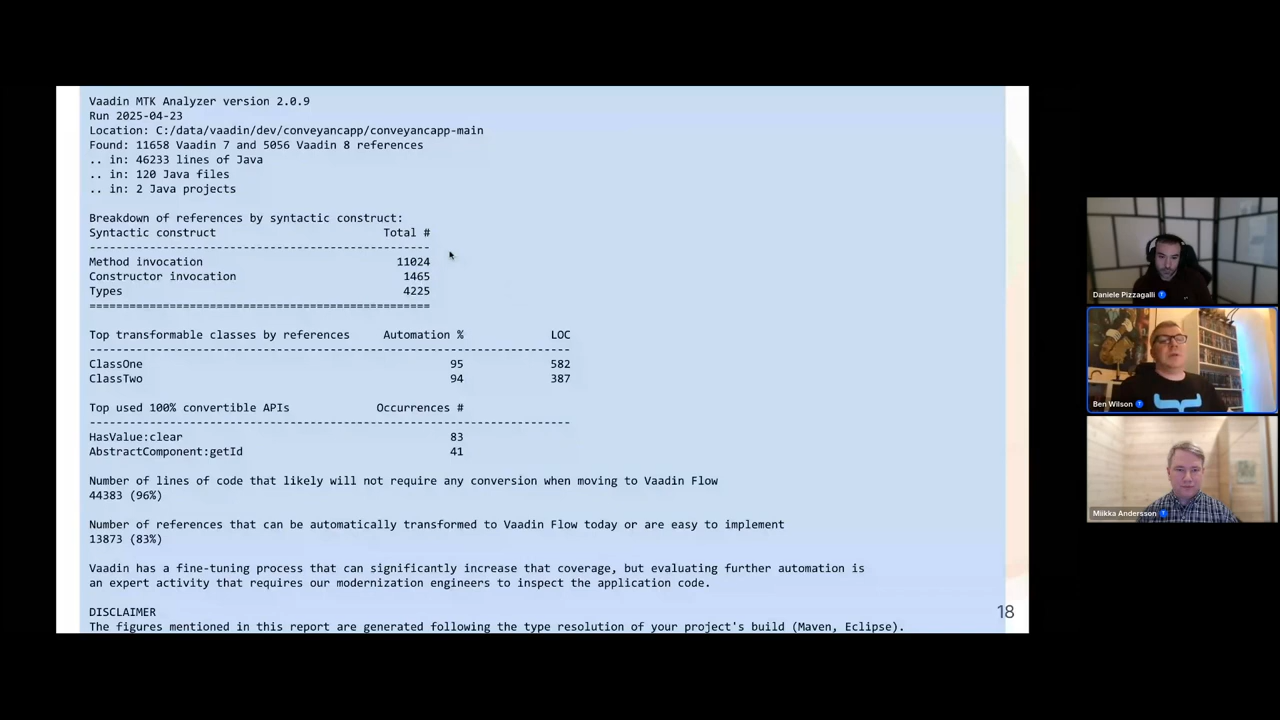 Vaadin MTK Analyzer version 2.0.9
Run 2025-04-23
Location: C:/data/vaadin/dev/conveyancapp/conveyancapp-main
Found: 11658 Vaadin 7 and 5056 Vaadin 8 references
.. in: 46233 lines of Java
.. in: 120 Java files
.. in: 2 Java projects
Breakdown of references by syntactic construct:
Syntactic construct Total #
Method invocation 11024
Constructor invocation 1465
Types 4225
Top transformable classes by references Automation % LOC
ClassOne 95 582
ClassTwo 94 387
Top used 100% convertible APIs Occurrences #
HasValue:clear 83
AbstractComponent:getId 41
Number of lines of code that likely will not require any conversion when moving to Vaadin Flow
44383 (96%)
Number of references that can be automatically transformed to Vaadin Flow today or are easy to implement
13873 (83%)
Vaadin has a fine-tuning process that can significantly increase that coverage, but evaluating further automation is
an expert activity that requires our modernization engineers to inspect the application code.
DISCLAIMER
The figures mentioned in this report are generated following the type resolution of your project's build (Maven, Eclipse).
18
Daniele Pizzagalli
Ben Wilson
Miikka Andersson